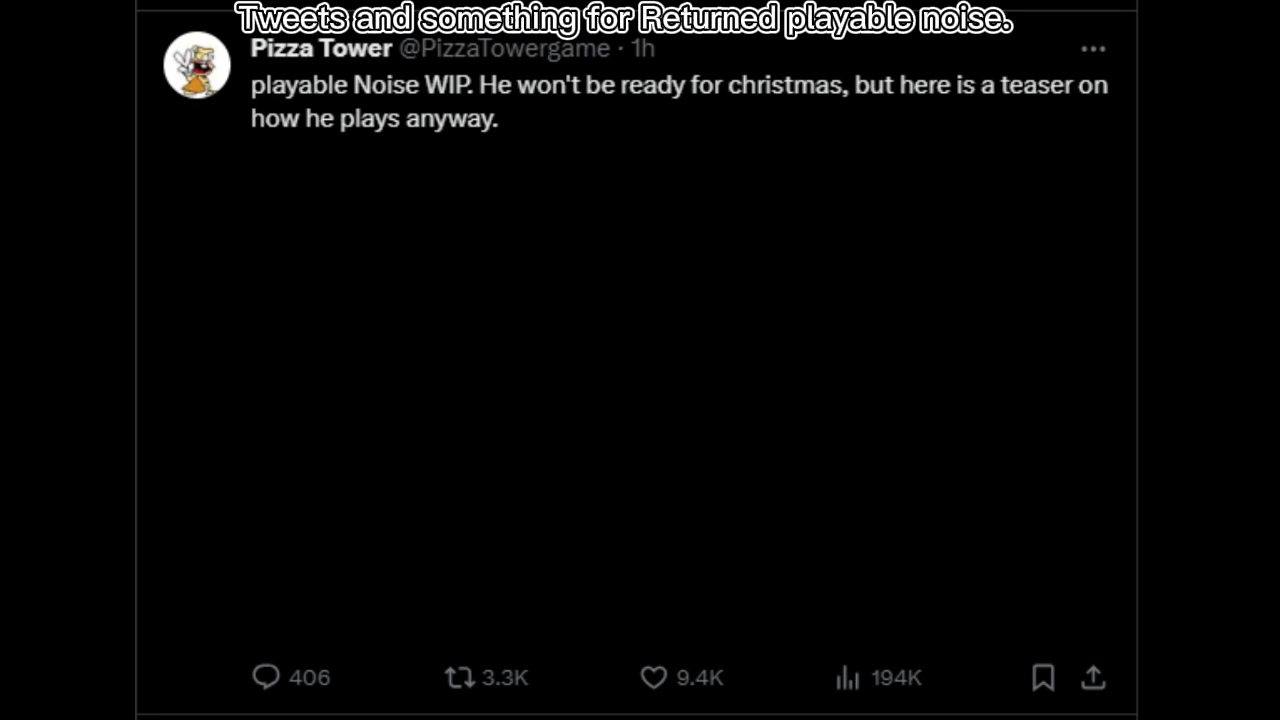 Tweets and something for Returned playable noise.
Pizza Tower @PizzaTowergame · 1h
playable Noise WIP. He won't be ready for christmas, but here is a teaser on
how he plays anyway.
406 3.3K 9.4K 194K